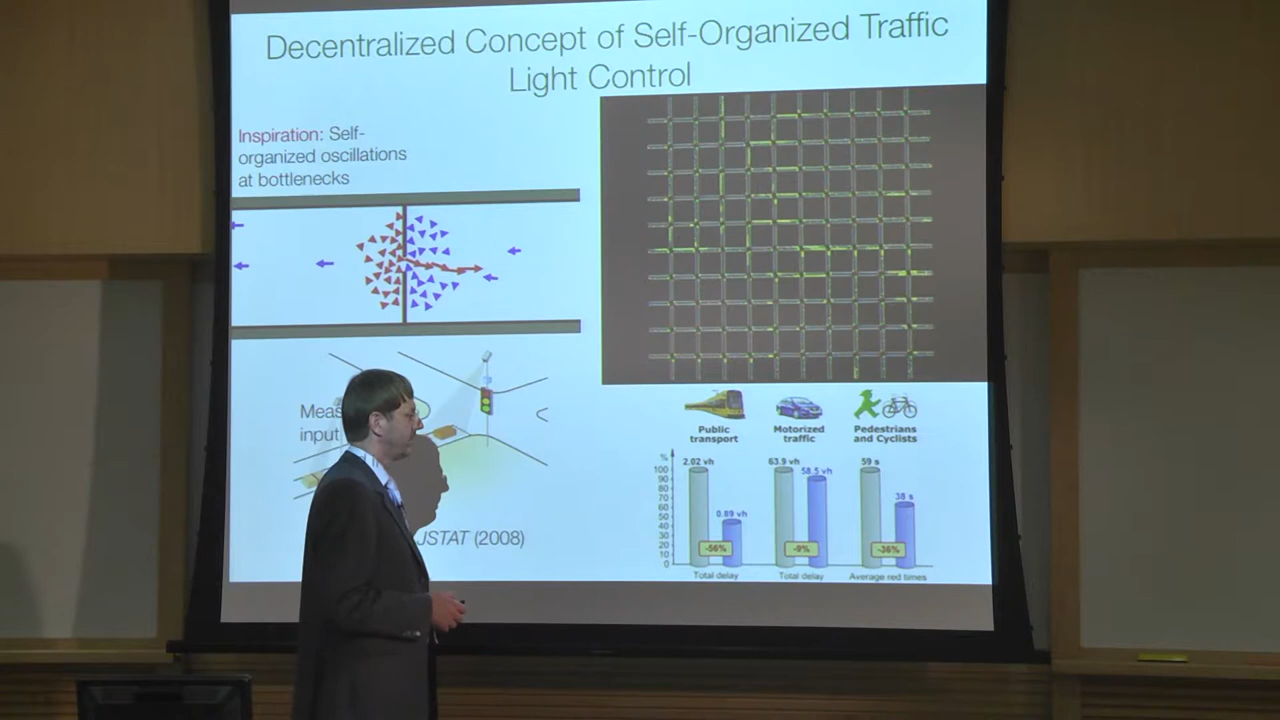 Decentralized Concept of Self-Organized Traffic
Light Control
Inspiration: Self-
organized oscillations
at bottlenecks
Meas
input
JSTAT (2008)
Public
transport
Motorized
traffic
Pedestrians
and Cyclists
%
100
90
80
70
60
50
40
30
20
10
0
2.02 vh
0.89 vh
-56%
Total delay
63.9 vh
58.5 vh
-9%
Total delay
59 s
38 s
-36%
Average red times